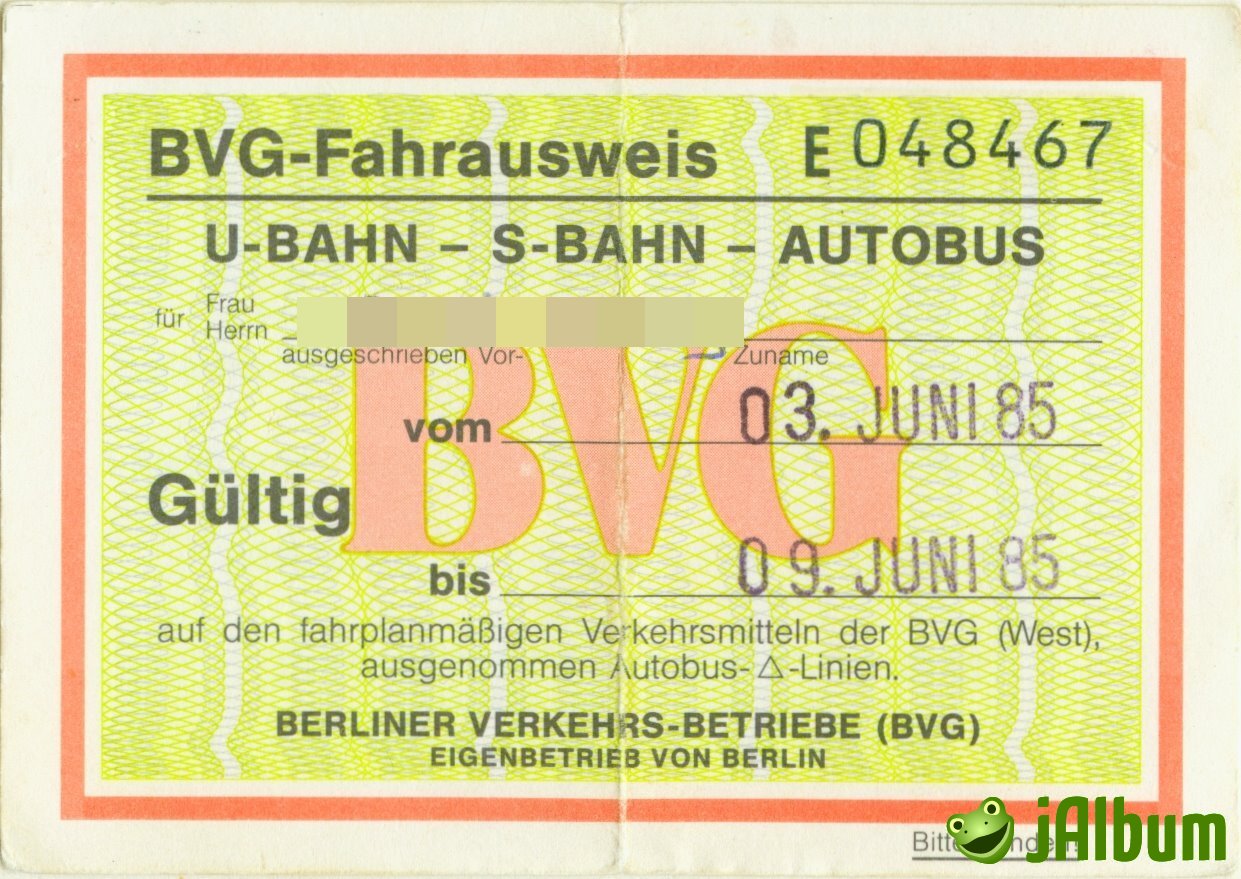 BVG-Fahrausweis E 048467
U-BAHN – S-BAHN – AUTOBUS
für Frau
Herrn
ausgeschrieben Vor- Zuname
vom 03. JUNI 85
Gültig
BVG
bis 09. JUNI 85
auf den fahrplanmäßigen Verkehrsmitteln der BVG (West),
ausgenommen Autobus-△-Linien.
BERLINER VERKEHRS-BETRIEBE (BVG)
EIGENBETRIEB VON BERLIN
jAlbum